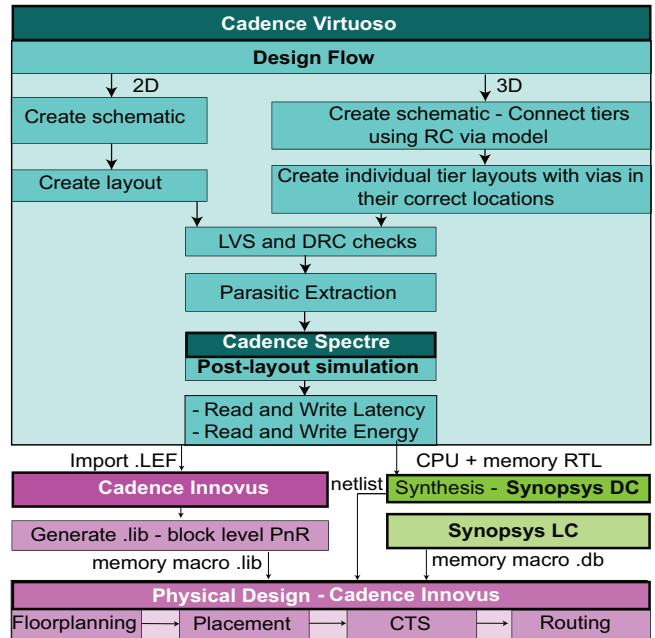 Cadence Virtuoso
Design Flow
2D
3D
Create schematic
Create schematic - Connect tiers
using RC via model
Create layout
Create individual tier layouts with vias in
their correct locations
LVS and DRC checks
Parasitic Extraction
Cadence Spectre
Post-layout simulation
- Read and Write Latency
- Read and Write Energy
Import .LEF
CPU + memory RTL
Cadence Innovus
netlist
Synthesis - Synopsys DC
Generate .lib - block level PnR
Synopsys LC
memory macro .lib
memory macro .db
Physical Design - Cadence Innovus
Floorplanning
Placement
CTS
Routing